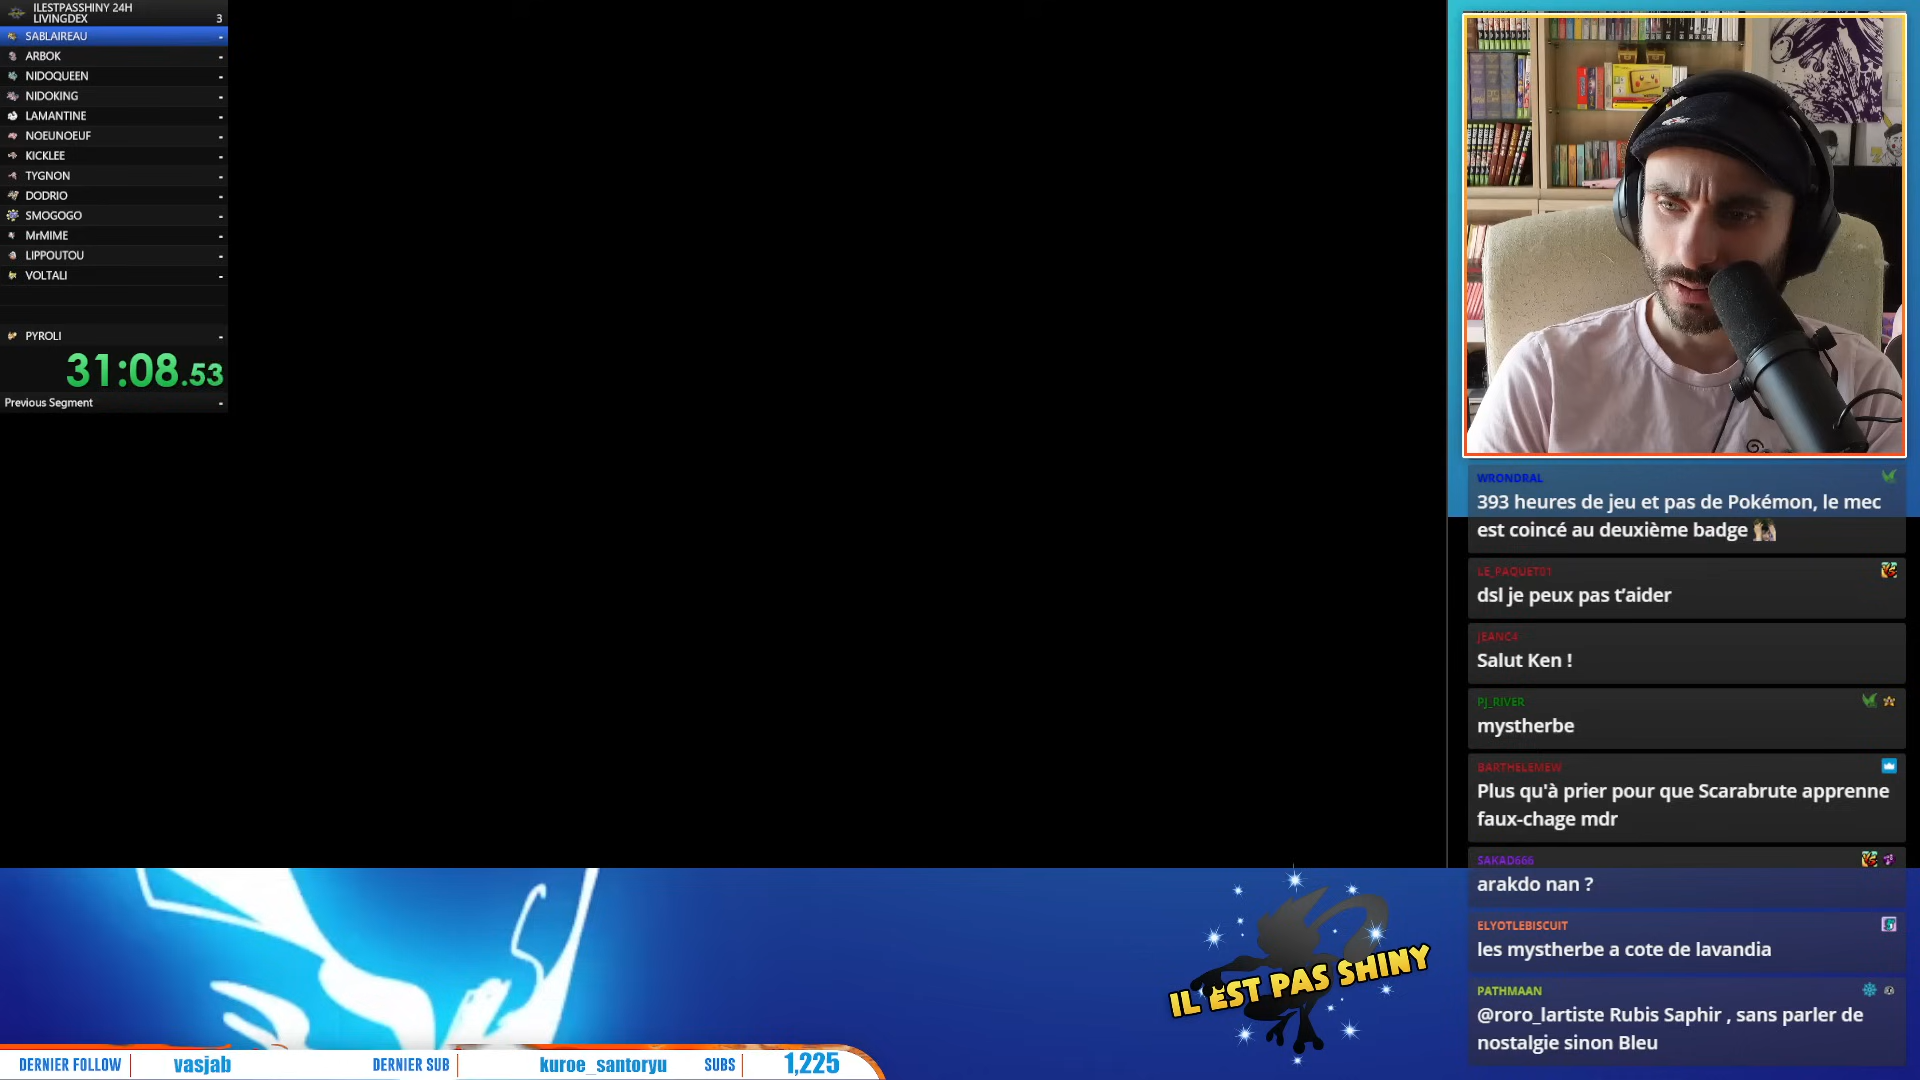 ILESTPASSHINY 24H
LIVINGDEX 3
SABLAIREAU -
ARBOK -
NIDOQUEEN -
NIDOKING -
LAMANTINE -
NOEUNOEUF -
KICKLEE -
TYGNON -
DODRIO -
SMOGOGO -
MrMIME -
LIPPOUTOU -
VOLTALI -
PYROLI -
31:08.53
Previous Segment -
WRONDRAL
393 heures de jeu et pas de Pokémon, le mec
est coincé au deuxième badge
LE_PAQUET01
dsl je peux pas t’aider
JEANC4
Salut Ken !
PJ_RIVER
mystherbe
BARTHELEMEW
Plus qu'à prier pour que Scarabrute apprenne
faux-chage mdr
SAKAD666
arakdo nan ?
ELYOTLEBISCUIT
les mystherbe a cote de lavandia
PATHMAAN
@roro_lartiste Rubis Saphir , sans parler de
nostalgie sinon Bleu
IL EST PAS SHINY
DERNIER FOLLOW vasjab DERNIER SUB kuroe_santoryu SUBS 1,225